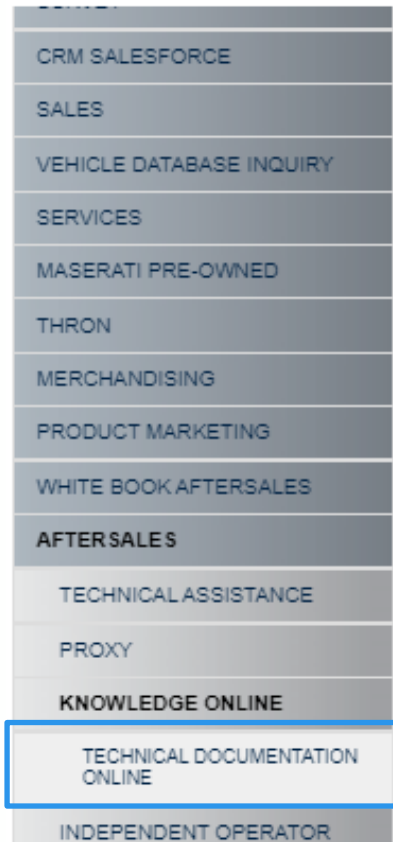 CRM SALESFORCE
SALES
VEHICLE DATABASE INQUIRY
SERVICES
MASERATI PRE-OWNED
THRON
MERCHANDISING
PRODUCT MARKETING
WHITE BOOK AFTERSALES
AFTERSALES
TECHNICAL ASSISTANCE
PROXY
KNOWLEDGE ONLINE
TECHNICAL DOCUMENTATION
ONLINE
INDEPENDENT OPERATOR